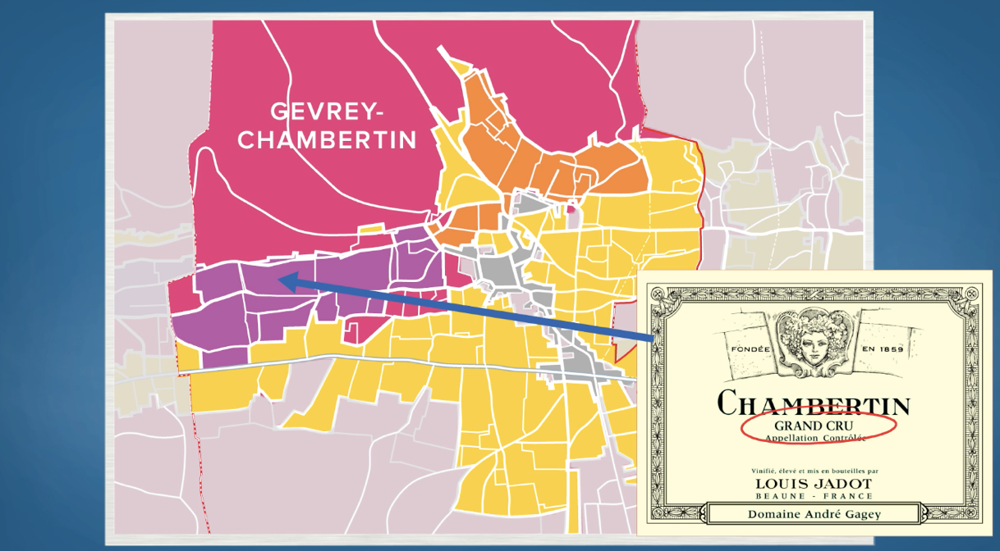 GEVREY-
CHAMBERTIN
FONDÉE EN 1859
CHAMBERTIN
GRAND CRU
Appellation Contrôlée
Vinifié, élevé et mis en bouteilles par
LOUIS JADOT
BEAUNE - FRANCE
Domaine André Gagey